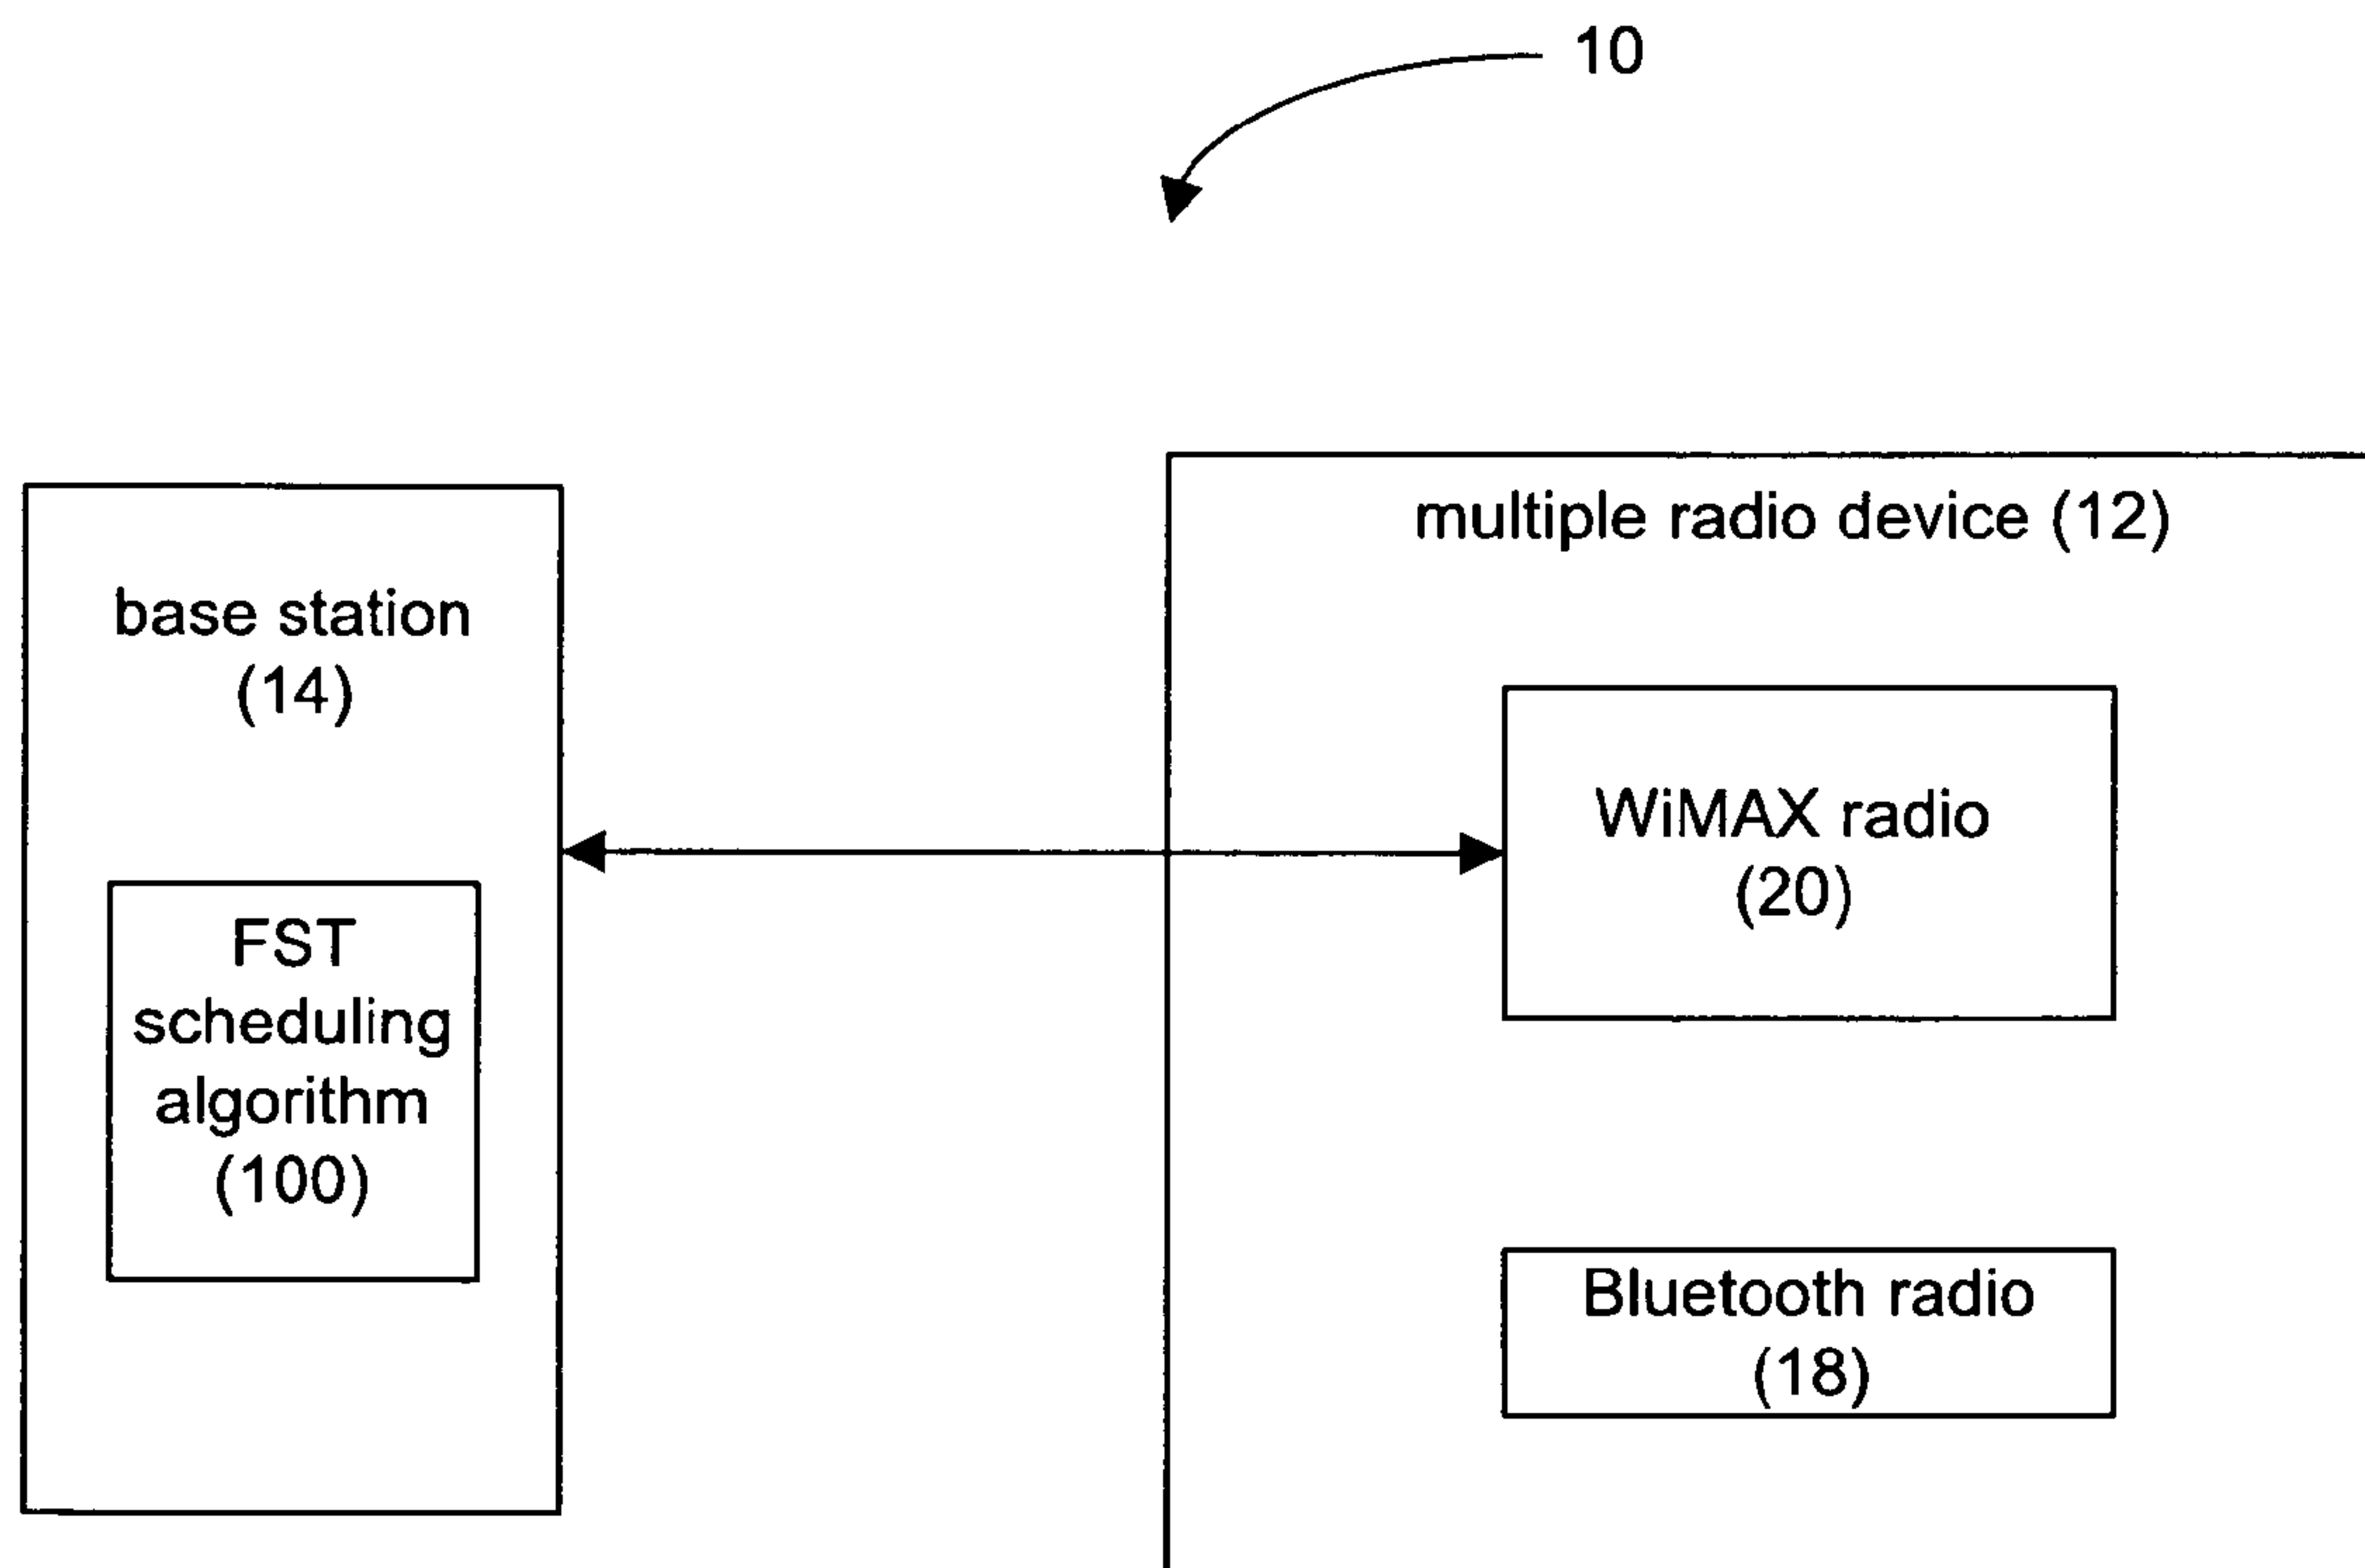 10
multiple radio device (12)
base station
(14)
WiMAX radio
(20)
FST
scheduling
algorithm
(100)
Bluetooth radio
(18)